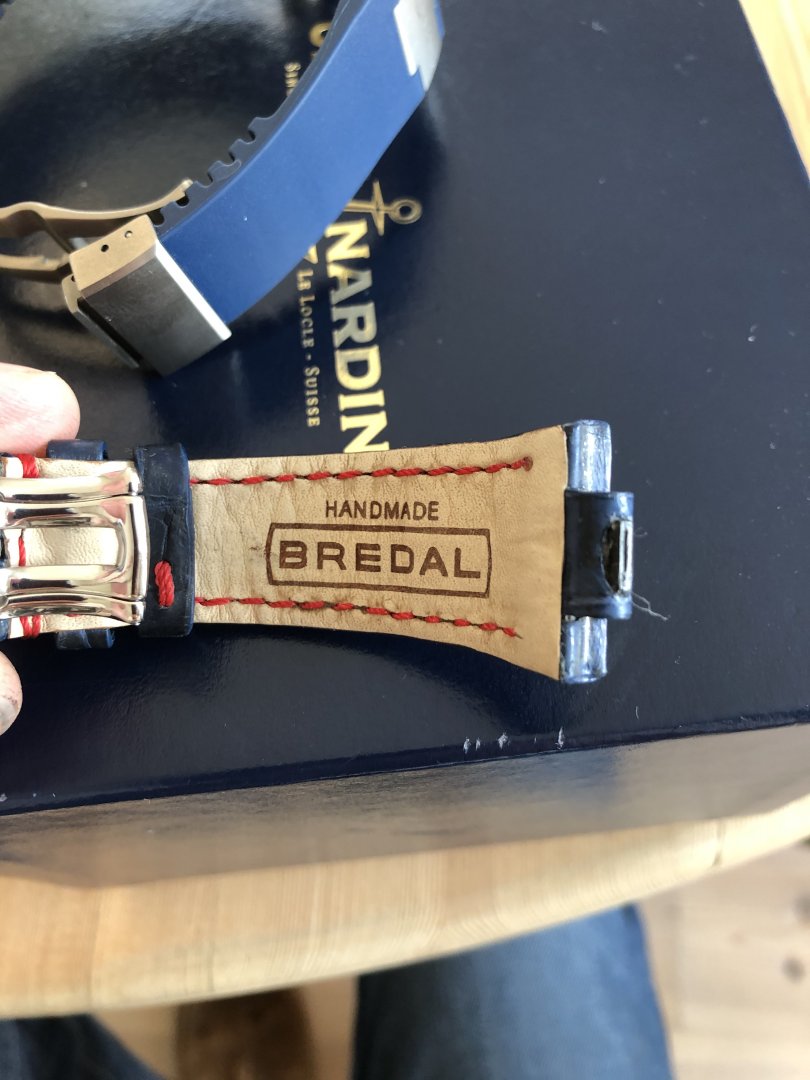 NARDIN
LE LOCLE - SUISSE
HANDMADE
BREDAL